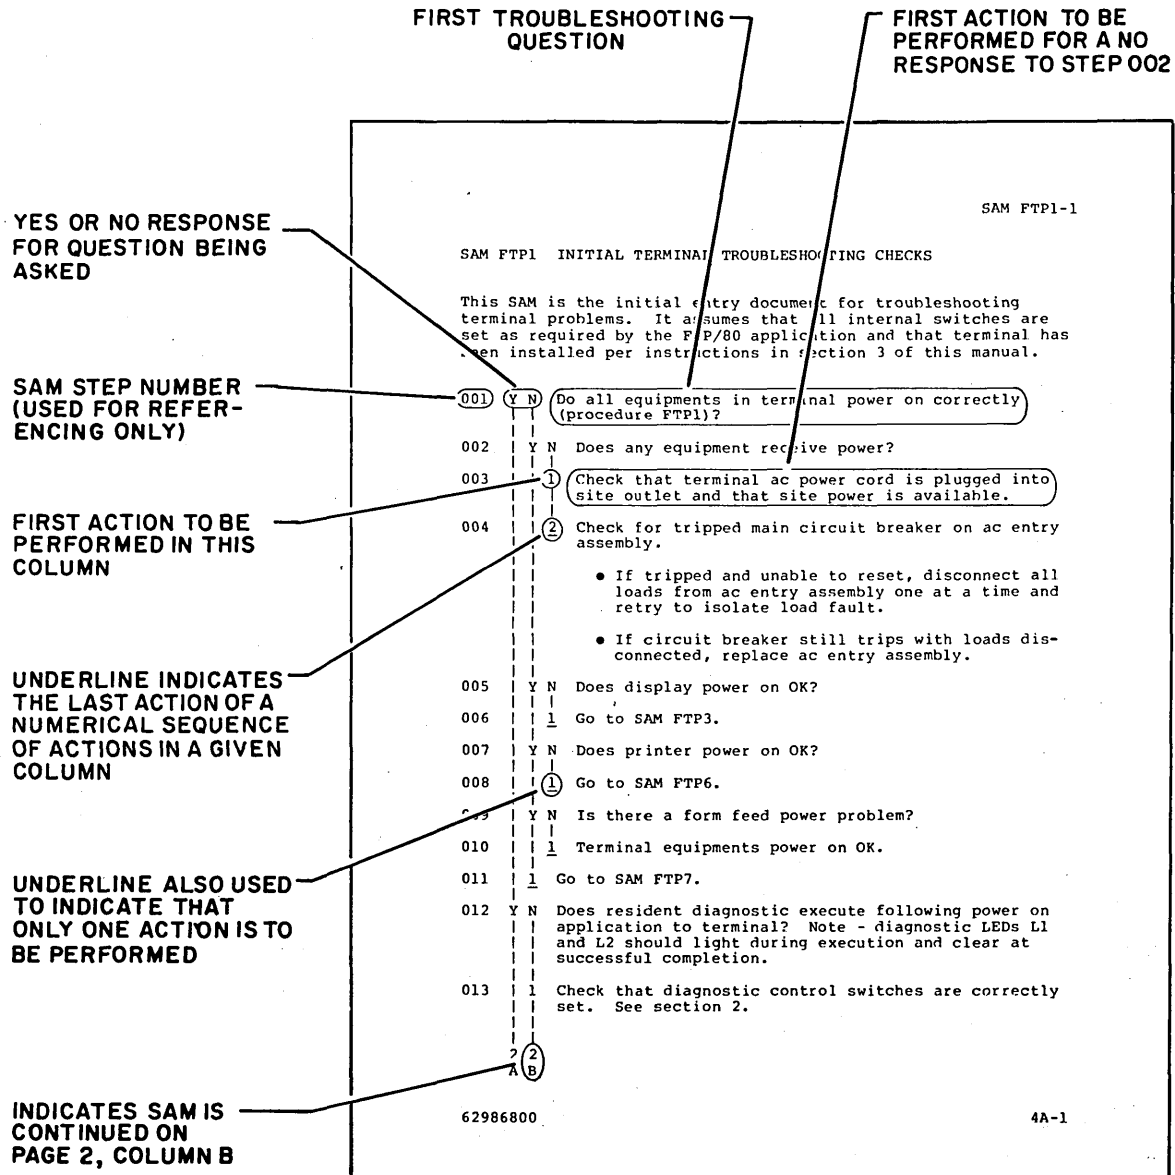 FIRST TROUBLESHOOTING
QUESTION
FIRST ACTION TO BE
PERFORMED FOR A NO
RESPONSE TO STEP 002
YES OR NO RESPONSE
FOR QUESTION BEING
ASKED
SAM STEP NUMBER
(USED FOR REFER-
ENCING ONLY)
FIRST ACTION TO BE
PERFORMED IN THIS
COLUMN
UNDERLINE INDICATES
THE LAST ACTION OF A
NUMERICAL SEQUENCE
OF ACTIONS IN A GIVEN
COLUMN
UNDERLINE ALSO USED
TO INDICATE THAT
ONLY ONE ACTION IS TO
BE PERFORMED
INDICATES SAM IS
CONTINUED ON
PAGE 2, COLUMN B
SAM FTP1-1
SAM FTP1 INITIAL TERMINAL TROUBLESHOOTING CHECKS
This SAM is the initial entry document for troubleshooting
terminal problems. It assumes that all internal switches are
set as required by the FTP/80 application and that terminal has
been installed per instructions in section 3 of this manual.
001 Y N Do all equipments in terminal power on correctly
(procedure FTP1)?
002 Y N Does any equipment receive power?
003 1 Check that terminal ac power cord is plugged into
site outlet and that site power is available.
004 2 Check for tripped main circuit breaker on ac entry
assembly.
● If tripped and unable to reset, disconnect all
loads from ac entry assembly one at a time and
retry to isolate load fault.
● If circuit breaker still trips with loads dis-
connected, replace ac entry assembly.
005 Y N Does display power on OK?
006 1 Go to SAM FTP3.
007 Y N Does printer power on OK?
008 1 Go to SAM FTP6.
009 Y N Is there a form feed power problem?
010 1 Terminal equipments power on OK.
011 1 Go to SAM FTP7.
012 Y N Does resident diagnostic execute following power on
application to terminal? Note - diagnostic LEDs L1
and L2 should light during execution and clear at
successful completion.
013 1 Check that diagnostic control switches are correctly
set. See section 2.
2 2
A B
62986800 4A-1